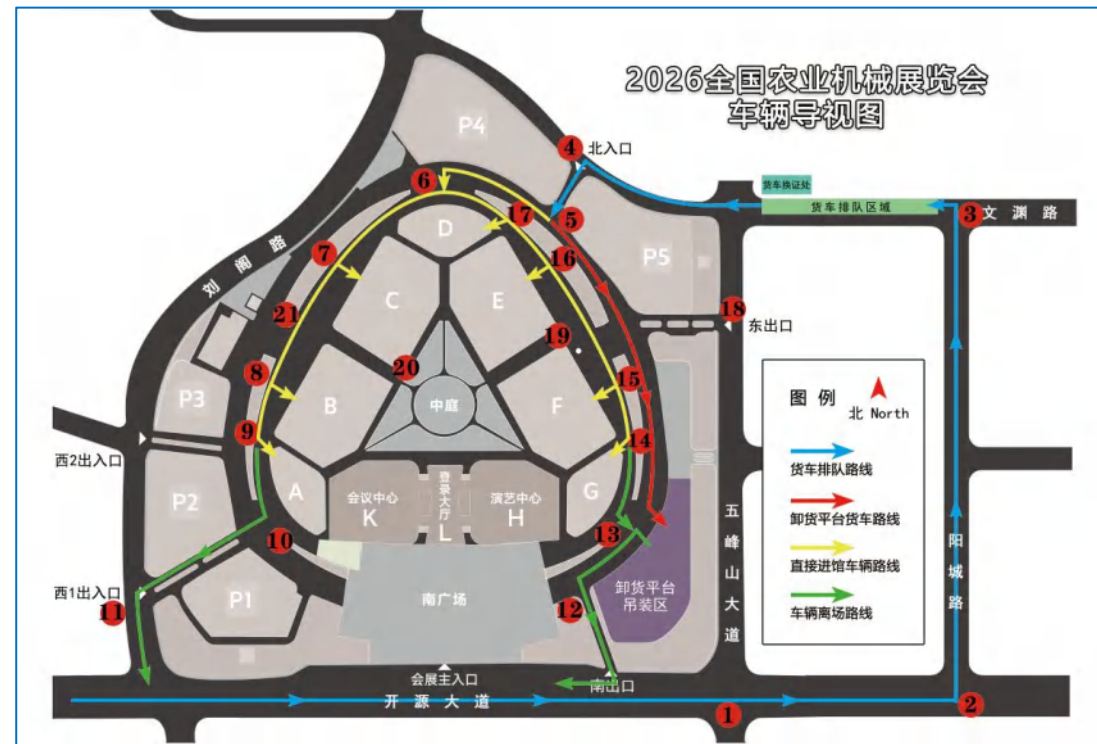 2026全国农业机械展览会
车辆导视图
P4
4
北入口
货车换证处
6
货车排队区域
3
文渊路
17
5
D
刘阁路
7
16
P5
C
E
21
18
东出口
19
20
8
15
图例
北 North
P3
B
中庭
F
货车排队路线
9
14
西2出入口
A
G
会议中心
K
登录大厅
L
演艺中心
H
卸货平台货车路线
P2
五峰山大道
阳城路
10
13
直接进馆车辆路线
西1出入口
11
P1
南广场
12
卸货平台
吊装区
车辆离场路线
会展主入口
南出口
开源大道
1
2